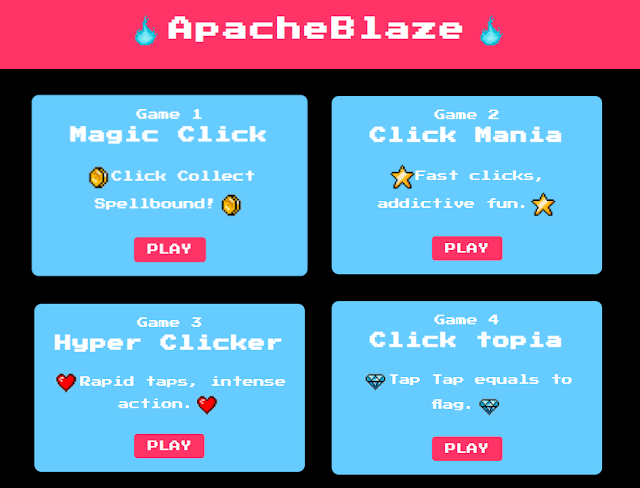 ApacheBlaze
Game 1
Magic Click
Click Collect
Spellbound!
PLAY
Game 2
Click Mania
Fast clicks,
addictive fun.
PLAY
Game 3
Hyper Clicker
Rapid taps, intense
action.
PLAY
Game 4
Click topia
Tap Tap equals to
flag.
PLAY